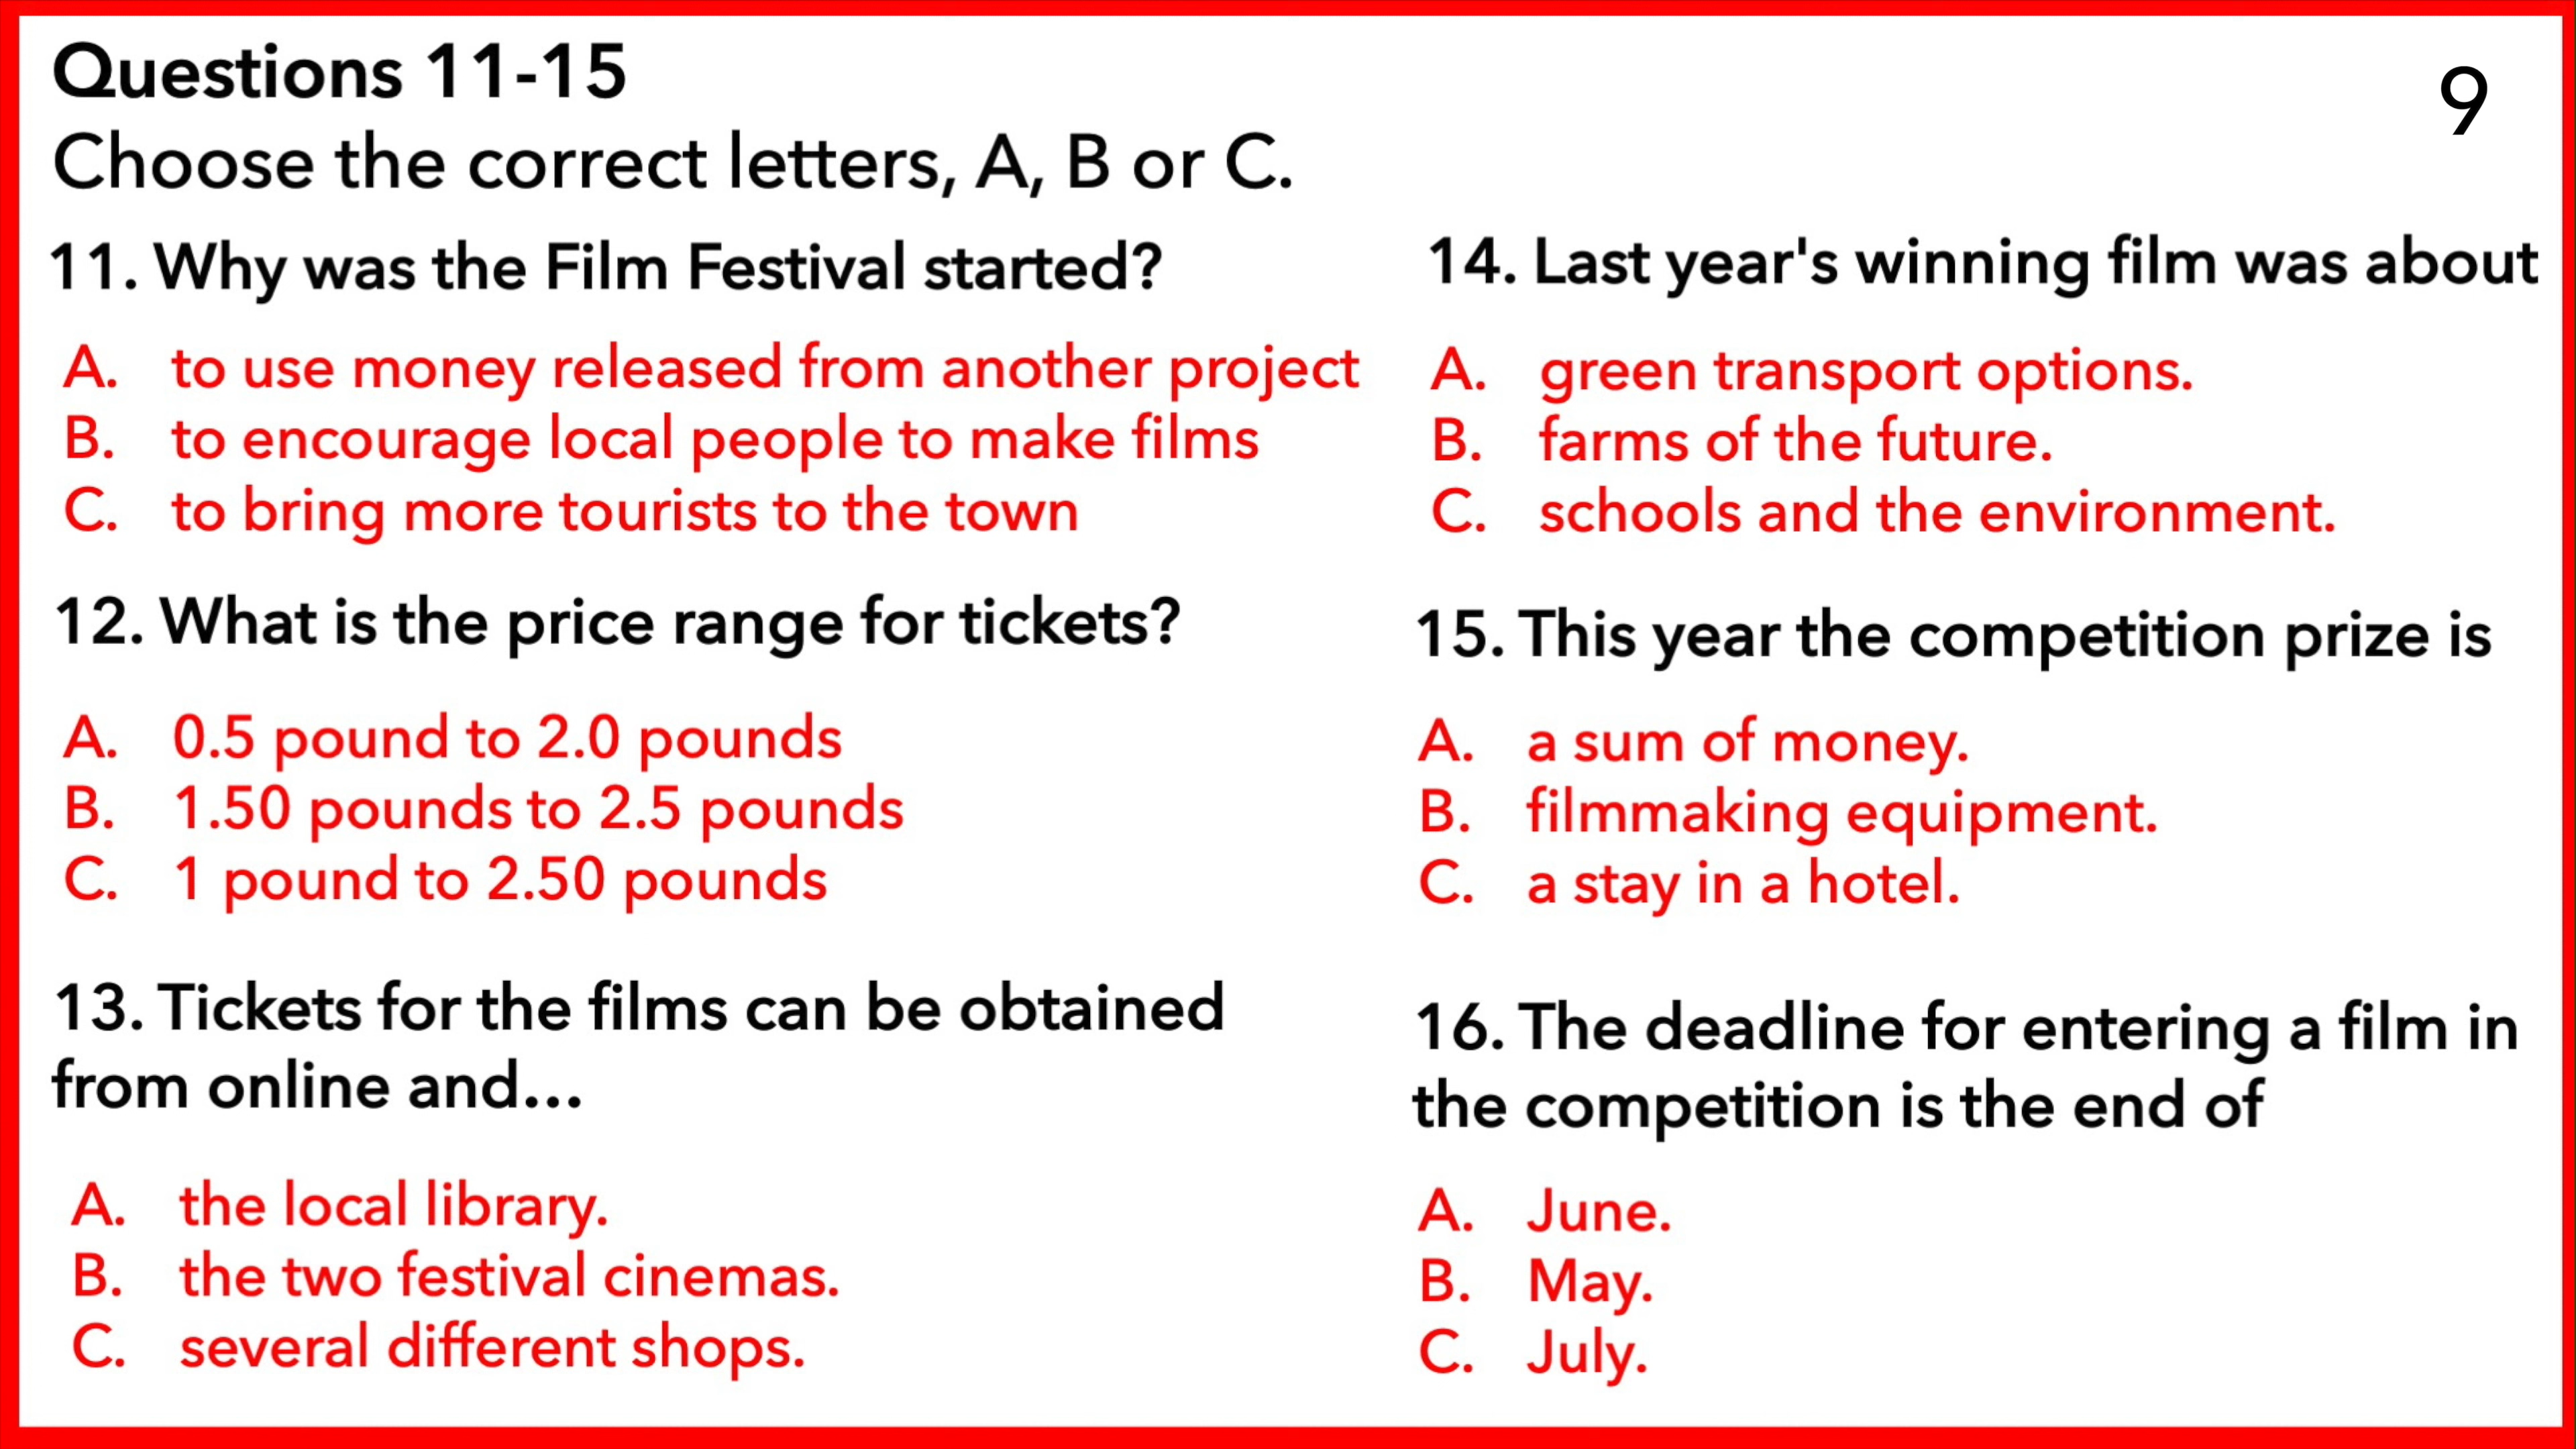 Questions 11-15
9
Choose the correct letters, A, B or C.
11. Why was the Film Festival started?
A. to use money released from another project
B. to encourage local people to make films
C. to bring more tourists to the town
12. What is the price range for tickets?
A. 0.5 pound to 2.0 pounds
B. 1.50 pounds to 2.5 pounds
C. 1 pound to 2.50 pounds
13. Tickets for the films can be obtained
from online and...
A. the local library.
B. the two festival cinemas.
C. several different shops.
14. Last year's winning film was about
A. green transport options.
B. farms of the future.
C. schools and the environment.
15. This year the competition prize is
A. a sum of money.
B. filmmaking equipment.
C. a stay in a hotel.
16. The deadline for entering a film in
the competition is the end of
A. June.
B. May.
C. July.